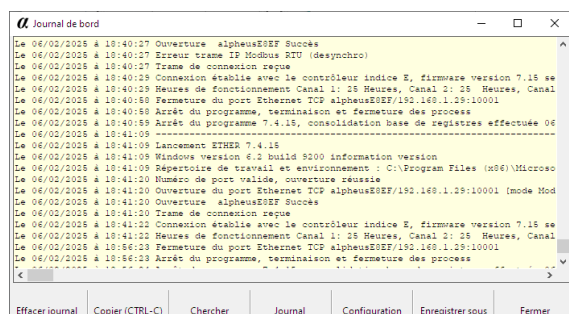 α Journal de bord
Le 06/02/2025 à 18:40:27 Ouverture alpheusE8EF Succès
Le 06/02/2025 à 18:40:27 Erreur trame IP Modbus RTU (desynchro)
Le 06/02/2025 à 18:40:27 Trame de connexion reçue
Le 06/02/2025 à 18:40:29 Connexion établie avec le contrôleur indice E, firmware version 7.15 se
Le 06/02/2025 à 18:40:29 Heures de fonctionnement Canal 1: 25 Heures, Canal 2: 25 Heures, Canal
Le 06/02/2025 à 18:40:58 Fermeture du port Ethernet TCP alpheusE8EF/192.168.1.29:10001
Le 06/02/2025 à 18:40:58 Arrêt du programme, terminaison et fermeture des process
Le 06/02/2025 à 18:40:59 Arrêt du programme 7.4.15, consolidation base de registres effectuée 06
Le 06/02/2025 à 18:41:09 ------------------------------------------------------------
Le 06/02/2025 à 18:41:09 Lancement ETHER 7.4.15
Le 06/02/2025 à 18:41:09 Windows version 6.2 build 9200 information version
Le 06/02/2025 à 18:41:09 Répertoire de travail et environnement : C:\Program Files (x86)\Microso
Le 06/02/2025 à 18:41:20 Numéro de port valide, ouverture réussie
Le 06/02/2025 à 18:41:20 Ouverture du port Ethernet TCP alpheusE8EF/192.168.1.29:10001 [mode Mod
Le 06/02/2025 à 18:41:20 Ouverture alpheusE8EF Succès
Le 06/02/2025 à 18:41:20 Trame de connexion reçue
Le 06/02/2025 à 18:41:22 Connexion établie avec le contrôleur indice E, firmware version 7.15 se
Le 06/02/2025 à 18:41:22 Heures de fonctionnement Canal 1: 25 Heures, Canal 2: 25 Heures, Canal
Le 06/02/2025 à 18:56:23 Fermeture du port Ethernet TCP alpheusE8EF/192.168.1.29:10001
Le 06/02/2025 à 18:56:23 Arrêt du programme, terminaison et fermeture des process
Effacer journal Copier (CTRL-C) Chercher Journal Configuration Enregistrer sous Fermer